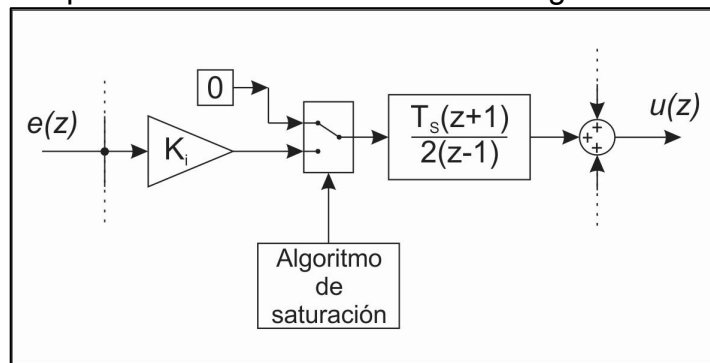 0
e(z)
K_i
T_s(z+1)
2(z-1)
+
+
+
u(z)
Algoritmo
de
saturación